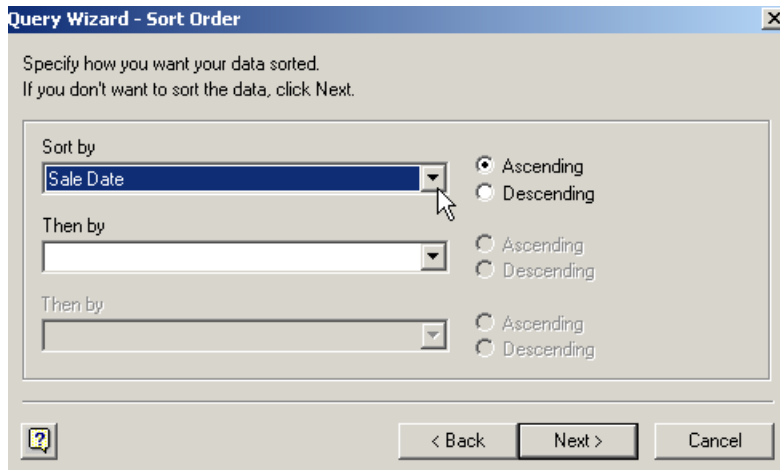 Query Wizard - Sort Order
Specify how you want your data sorted.
If you don't want to sort the data, click Next.
Sort by
Sale Date
Ascending
Descending
Then by
Ascending
Descending
Then by
Ascending
Descending
?
< Back
Next >
Cancel